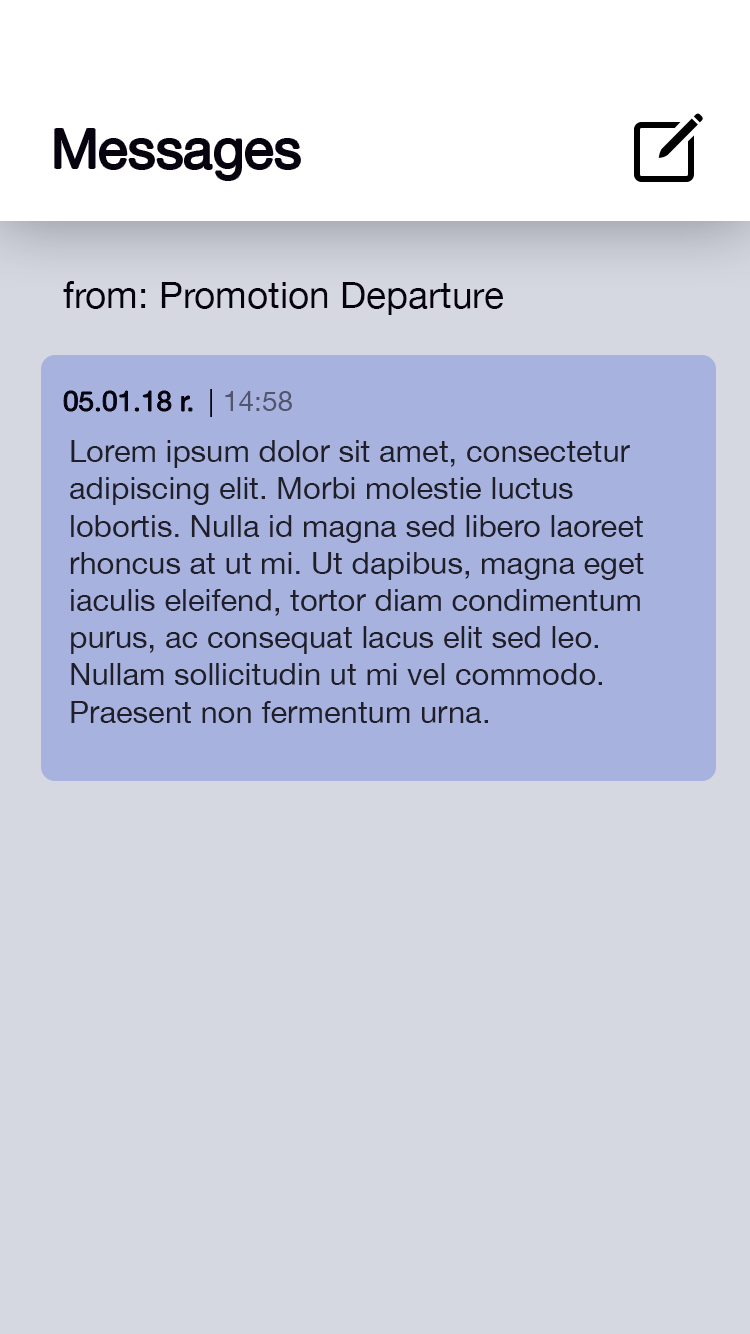 Messages
from: Promotion Departure
05.01.18 r. | 14:58
Lorem ipsum dolor sit amet, consectetur
adipiscing elit. Morbi molestie luctus
lobortis. Nulla id magna sed libero laoreet
rhoncus at ut mi. Ut dapibus, magna eget
iaculis eleifend, tortor diam condimentum
purus, ac consequat lacus elit sed leo.
Nullam sollicitudin ut mi vel commodo.
Praesent non fermentum urna.